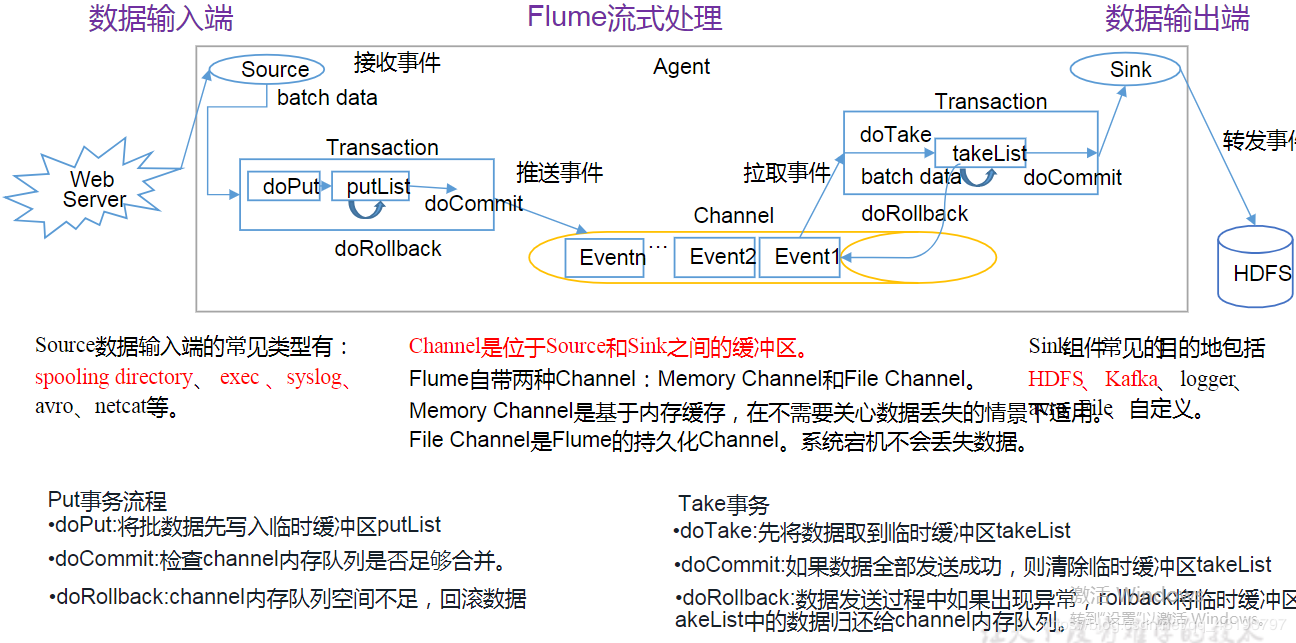 数据输入端
Flume流式处理
数据输出端
Source
接收事件
Agent
Sink
batch data
Transaction
Transaction
doTake
takeList
转发事件
推送事件
拉取事件
batch data
doCommit
Web
Server
doPut
putList
doCommit
doRollback
Channel
doRollback
Eventn
...
Event2
Event1
HDFS
Source数据输入端的常见类型有：
spooling directory、 exec 、syslog、
avro、netcat等。
Channel是位于Source和Sink之间的缓冲区。
Flume自带两种Channel：Memory Channel和File Channel。
Memory Channel是基于内存缓存，在不需要关心数据丢失的情景下适用。
File Channel是Flume的持久化Channel。系统宕机不会丢失数据。
Sink组件常见的目的地包括
HDFS、Kafka、logger、
avro、File、自定义。
Put事务流程
•doPut:将批数据先写入临时缓冲区putList
•doCommit:检查channel内存队列是否足够合并。
•doRollback:channel内存队列空间不足，回滚数据
Take事务
•doTake:先将数据取到临时缓冲区takeList
•doCommit:如果数据全部发送成功，则清除临时缓冲区takeList
•doRollback:数据发送过程中如果出现异常，rollback将临时缓冲区
akeList中的数据归还给channel内存队列。
激活 Windows
转到"设置"以激活 Windows。